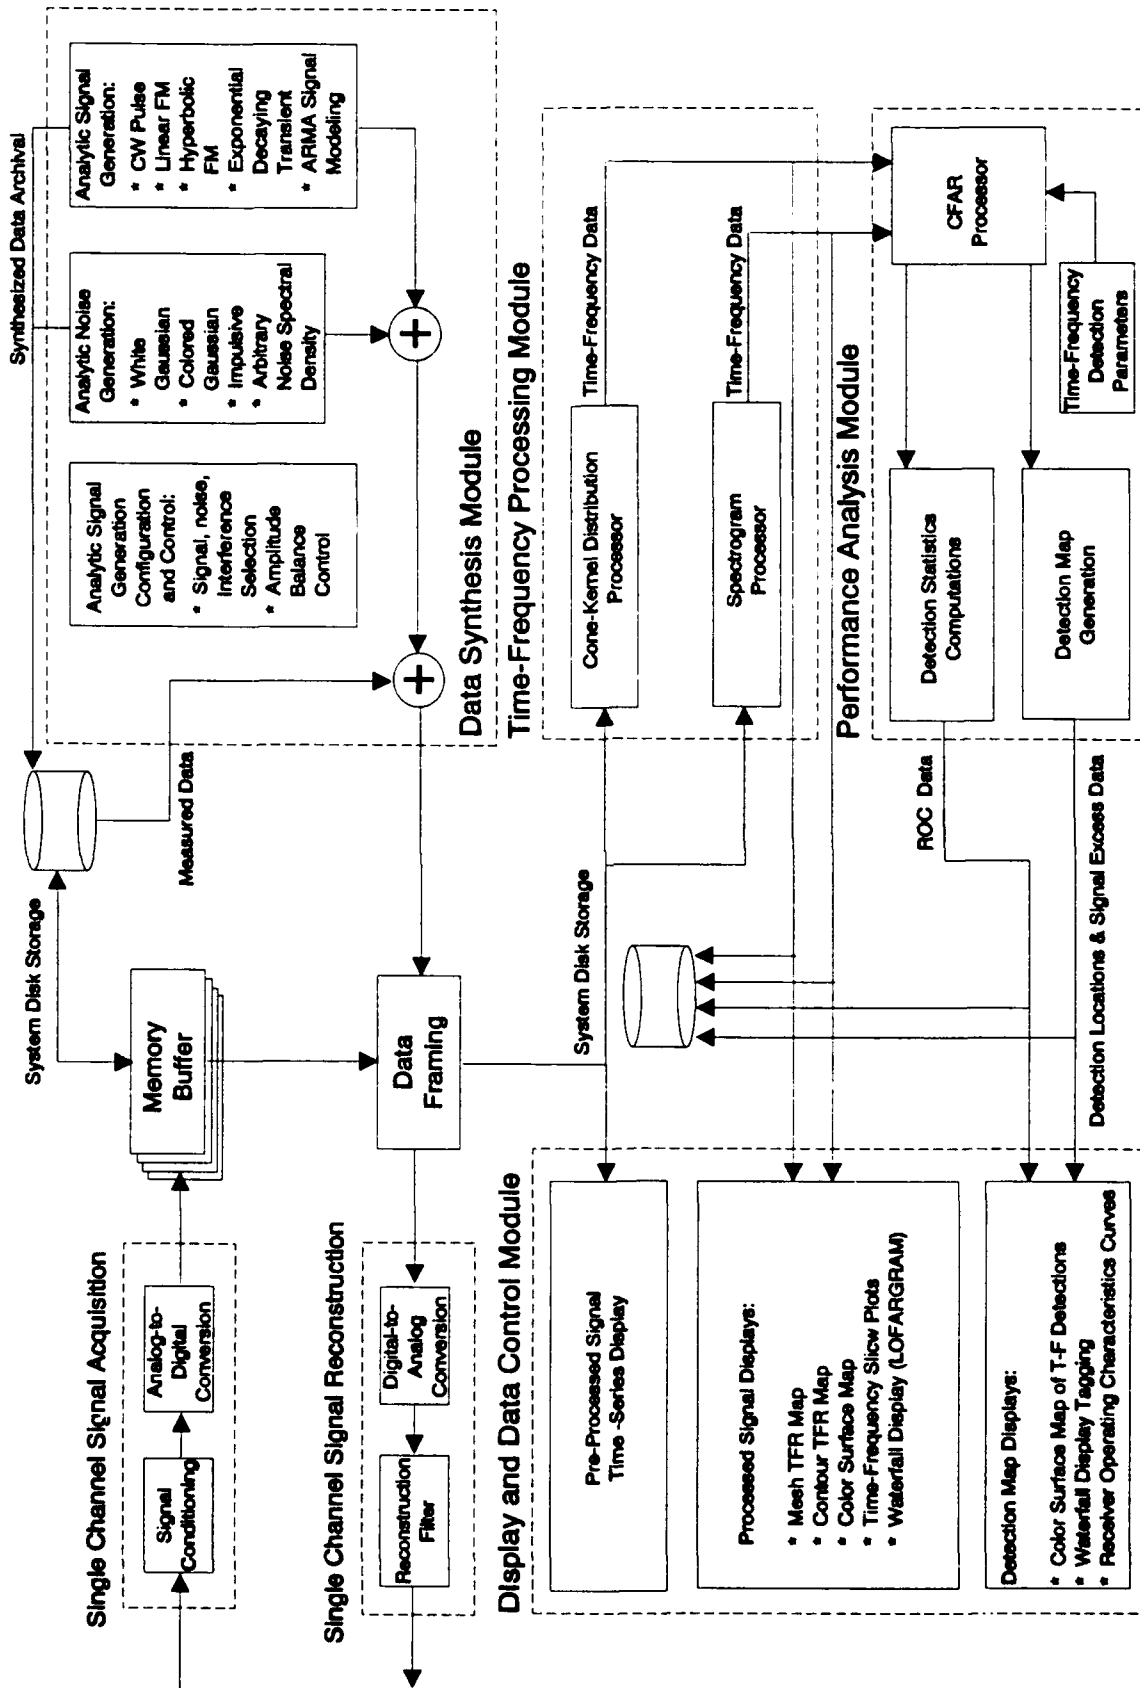 Single Channel Signal Acquisition
Signal
Conditioning
Analog-to-
Digital
Conversion
Memory
Buffer
System Disk Storage
Measured Data
Synthesized Data Archival
Analytic Signal
Generation
Configuration
and Control:
* Signal, noise,
Interference
Selection
* Amplitude
Balance
Control
Analytic Noise
Generation:
* White
Gaussian
* Colored
Gaussian
* Impulsive
* Arbitrary
Noise Spectral
Density
Analytic Signal
Generation:
* CW Pulse
* Linear FM
* Hyperbolic
FM
* Exponential
Decaying
Transient
* ARMA Signal
Modeling
+
+
Data Synthesis Module
Single Channel Signal Reconstruction
Reconstruction
Filter
Digital-to-
Analog
Conversion
Data
Framing
Time-Frequency Processing Module
Cone-Kernel Distribution
Processor
Time-Frequency Data
Spectrogram
Processor
Time-Frequency Data
System Disk Storage
Display and Data Control Module
Pre-Processed Signal
Time -Series Display
Processed Signal Displays:
* Mesh TFR Map
* Contour TFR Map
* Color Surface Map
* Time-Frequency Slicw Plots
* Waterfall Display (LOFARGRAM)
Detection Map Displays:
* Color Surface Map of T-F Detections
* Waterfall Display Tagging
* Receiver Operating Characteristics Curves
Performance Analysis Module
ROC Data
Detection Statistics
Computations
CFAR
Processor
Detection Locations & Signal Excess Data
Detection Map
Generation
Time-Frequency
Detection
Parameters